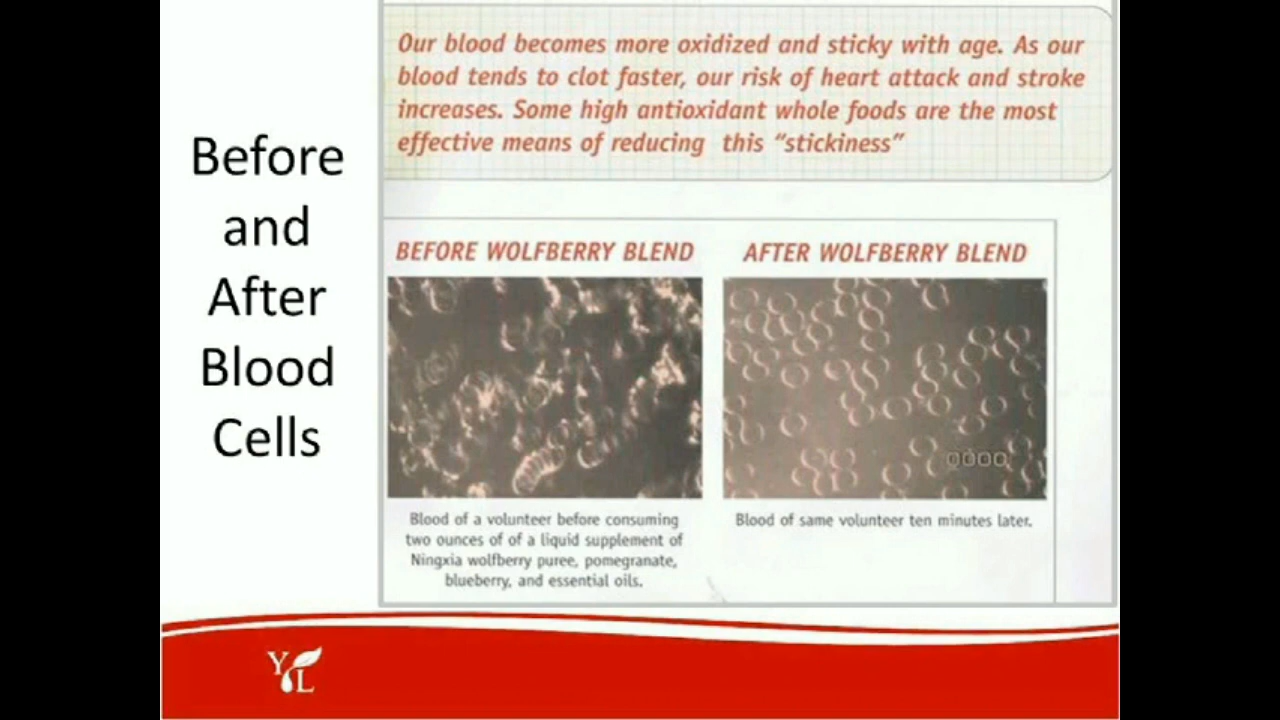 Before
and
After
Blood
Cells
Our blood becomes more oxidized and sticky with age. As our
blood tends to clot faster, our risk of heart attack and stroke
increases. Some high antioxidant whole foods are the most
effective means of reducing this “stickiness”
BEFORE WOLFBERRY BLEND
Blood of a volunteer before consuming
two ounces of of a liquid supplement of
Ningxia wolfberry puree, pomegranate,
blueberry, and essential oils.
AFTER WOLFBERRY BLEND
0000
Blood of same volunteer ten minutes later.
YL